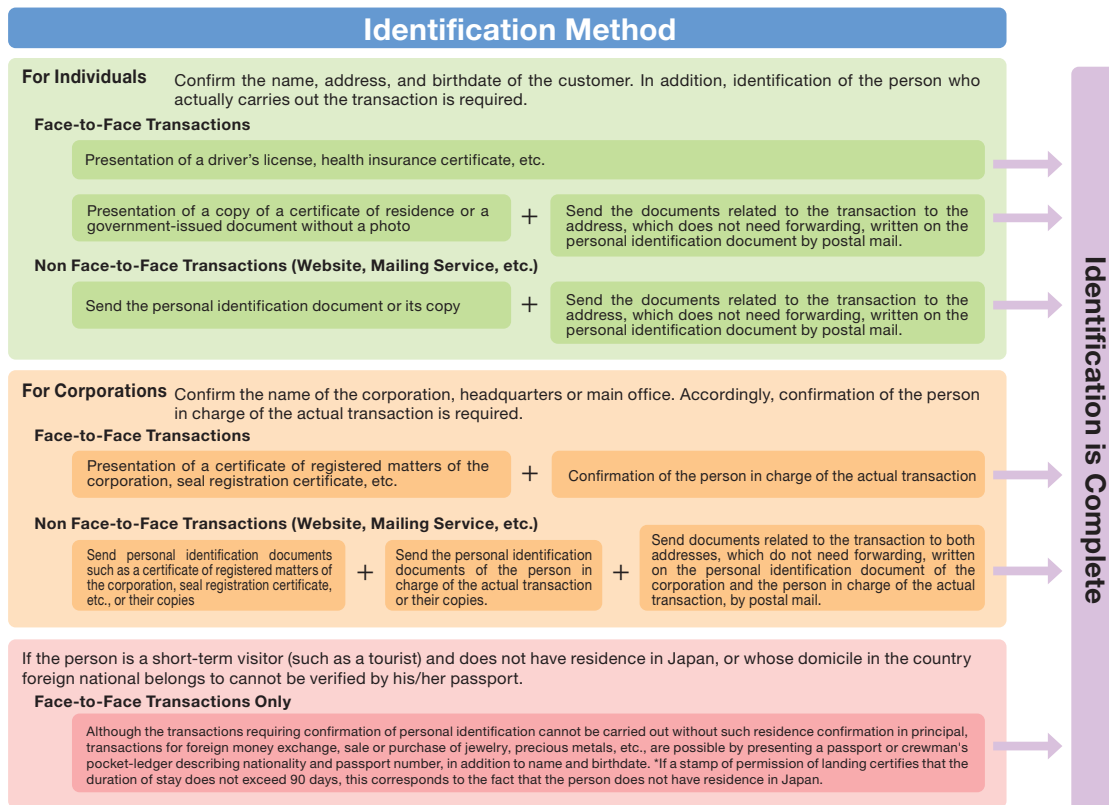 Identification Method
For Individuals Confirm the name, address, and birthdate of the customer. In addition, identification of the person who
actually carries out the transaction is required.
Face-to-Face Transactions
Presentation of a driver's license, health insurance certificate, etc.
Presentation of a copy of a certificate of residence or a
government-issued document without a photo
+
Send the documents related to the transaction to the
address, which does not need forwarding, written on the
personal identification document by postal mail.
Non Face-to-Face Transactions (Website, Mailing Service, etc.)
Send the personal identification document or its copy
+
Send the documents related to the transaction to the
address, which does not need forwarding, written on the
personal identification document by postal mail.
For Corporations Confirm the name of the corporation, headquarters or main office. Accordingly, confirmation of the person
in charge of the actual transaction is required.
Face-to-Face Transactions
Presentation of a certificate of registered matters of the
corporation, seal registration certificate, etc.
+
Confirmation of the person in charge of the actual transaction
Non Face-to-Face Transactions (Website, Mailing Service, etc.)
Send personal identification documents
such as a certificate of registered matters of
the corporation, seal registration certificate,
etc., or their copies
+
Send the personal identification
documents of the person in
charge of the actual transaction
or their copies.
+
Send documents related to the transaction to both
addresses, which do not need forwarding, written
on the personal identification document of the
corporation and the person in charge of the actual
transaction, by postal mail.
If the person is a short-term visitor (such as a tourist) and does not have residence in Japan, or whose domicile in the country
foreign national belongs to cannot be verified by his/her passport.
Face-to-Face Transactions Only
Although the transactions requiring confirmation of personal identification cannot be carried out without such residence confirmation in principal,
transactions for foreign money exchange, sale or purchase of jewelry, precious metals, etc., are possible by presenting a passport or crewman's
pocket-ledger describing nationality and passport number, in addition to name and birthdate. *If a stamp of permission of landing certifies that the
duration of stay does not exceed 90 days, this corresponds to the fact that the person does not have residence in Japan.
Identification is Complete